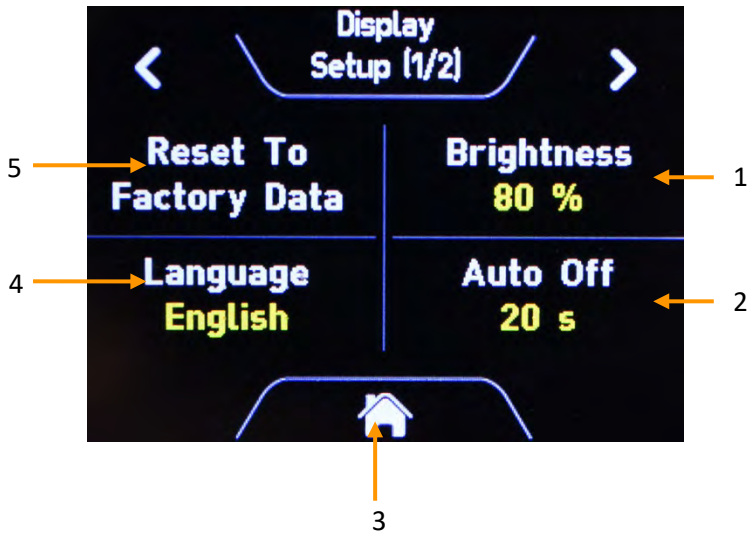 Display
Setup (1/2)
Reset To
Factory Data
Brightness
80 %
5
1
Language
English
Auto Off
20 s
4
2
3